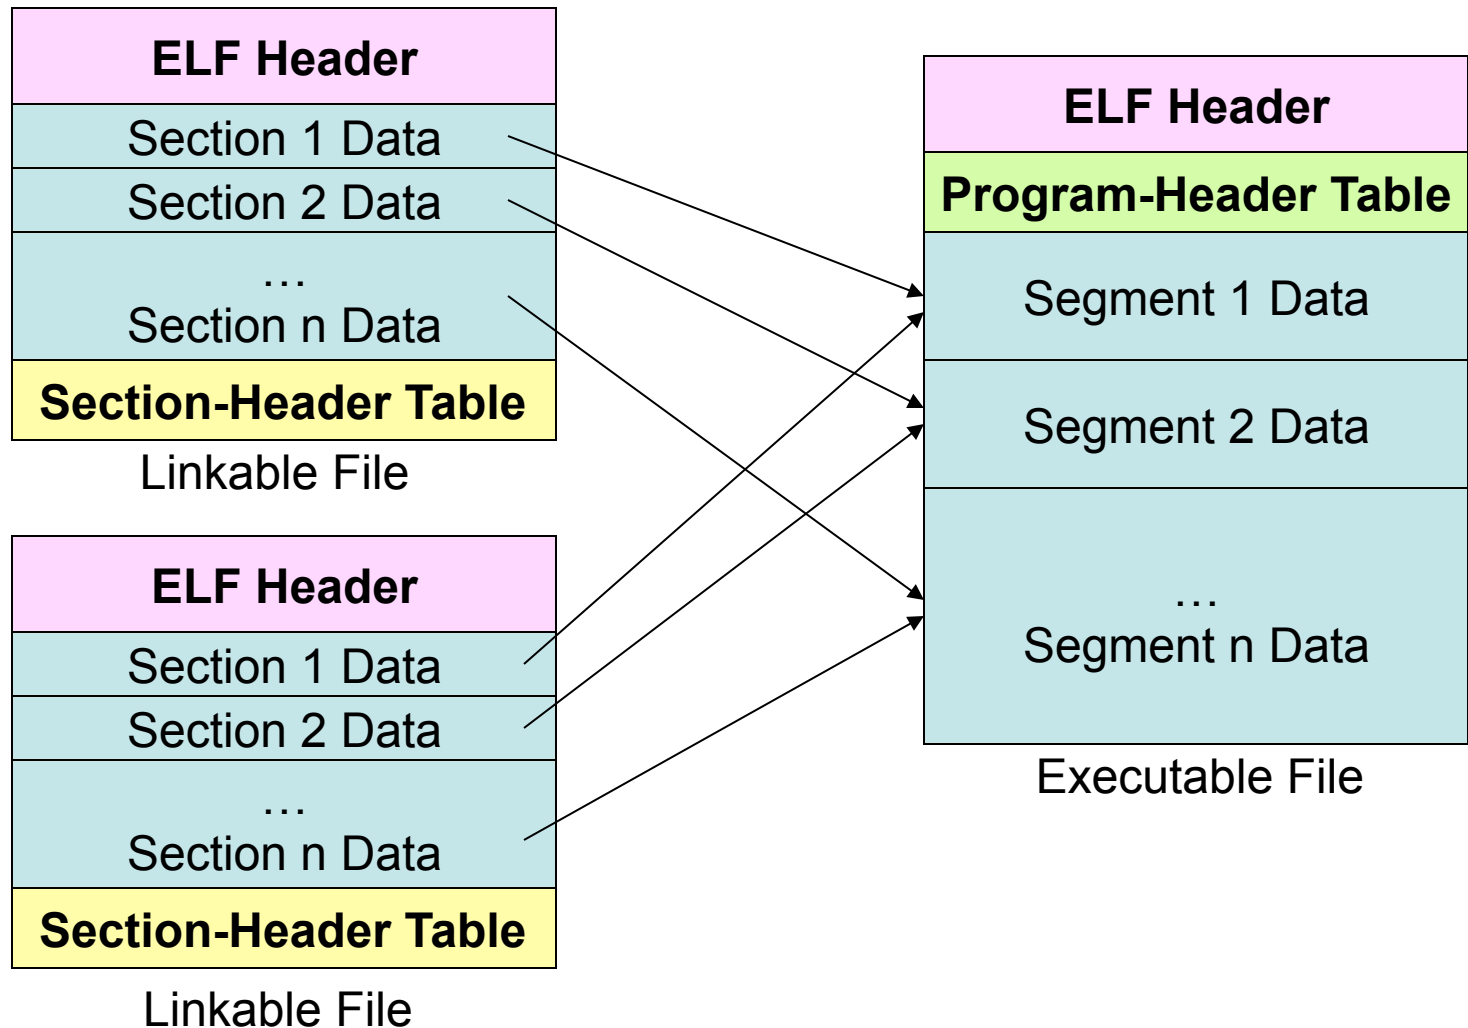 ELF Header
Section 1 Data
Section 2 Data
…
Section n Data
Section-Header Table
Linkable File
ELF Header
Section 1 Data
Section 2 Data
…
Section n Data
Section-Header Table
Linkable File
ELF Header
Program-Header Table
Segment 1 Data
Segment 2 Data
…
Segment n Data
Executable File